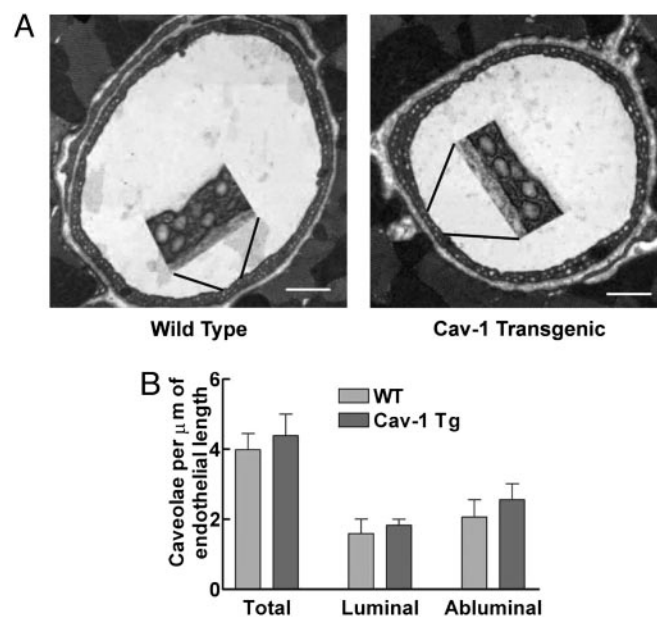 A
Wild Type
Cav-1 Transgenic
B
Caveolae per μm of
endothelial length
6
4
2
0
WT
Cav-1 Tg
Total
Luminal
Abluminal